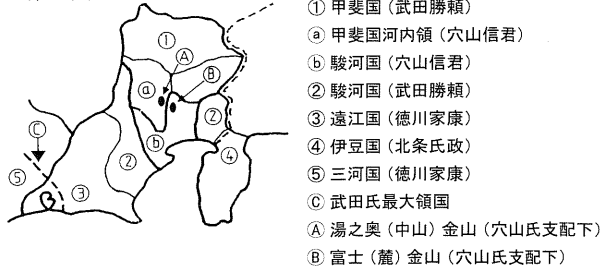 ① 甲斐国（武田勝頼）
ⓐ 甲斐国河内領（穴山信君）
ⓑ 駿河国（穴山信君）
② 駿河国（武田勝頼）
③ 遠江国（徳川家康）
④ 伊豆国（北条氏政）
⑤ 三河国（徳川家康）
Ⓒ 武田氏最大領国
Ⓐ 湯之奥（中山）金山（穴山氏支配下）
Ⓑ 富士（麓）金山（穴山氏支配下）
①
Ⓐ
Ⓑ
ⓐ
②
ⓑ
Ⓒ
②
④
⑤
③